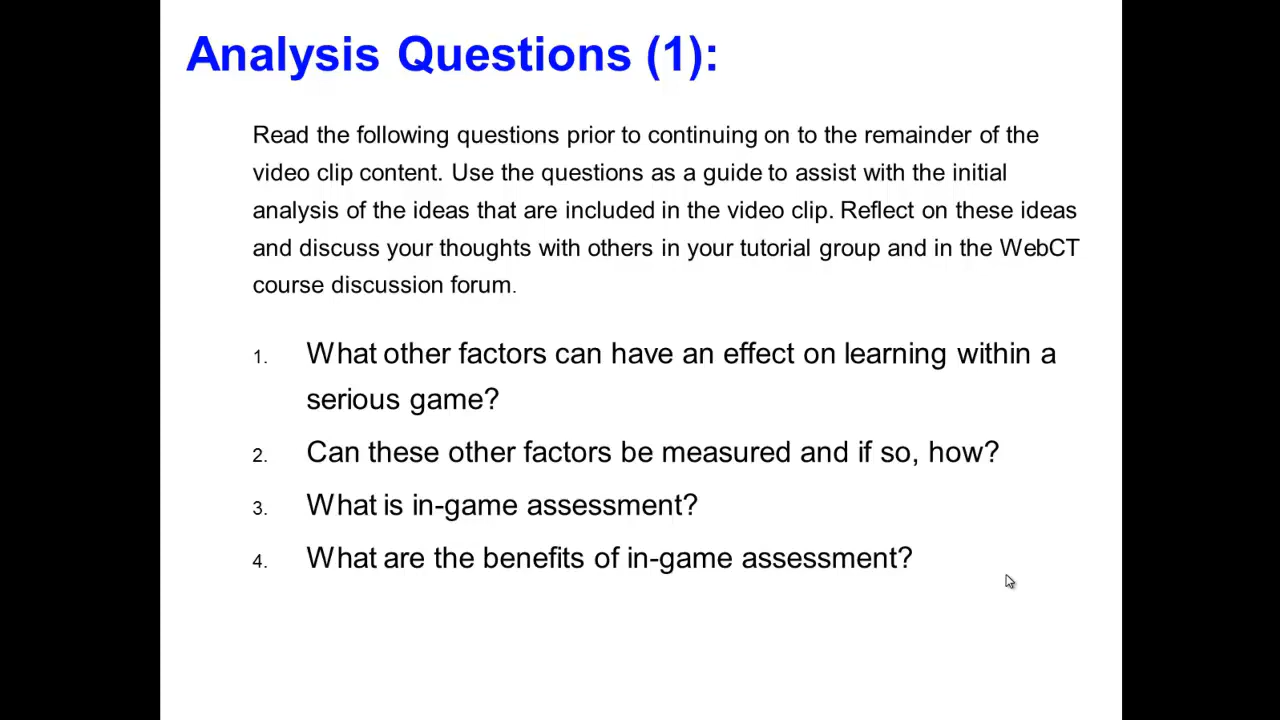 Analysis Questions (1):
Read the following questions prior to continuing on to the remainder of the
video clip content. Use the questions as a guide to assist with the initial
analysis of the ideas that are included in the video clip. Reflect on these ideas
and discuss your thoughts with others in your tutorial group and in the WebCT
course discussion forum.
1. What other factors can have an effect on learning within a
serious game?
2. Can these other factors be measured and if so, how?
3. What is in-game assessment?
4. What are the benefits of in-game assessment?